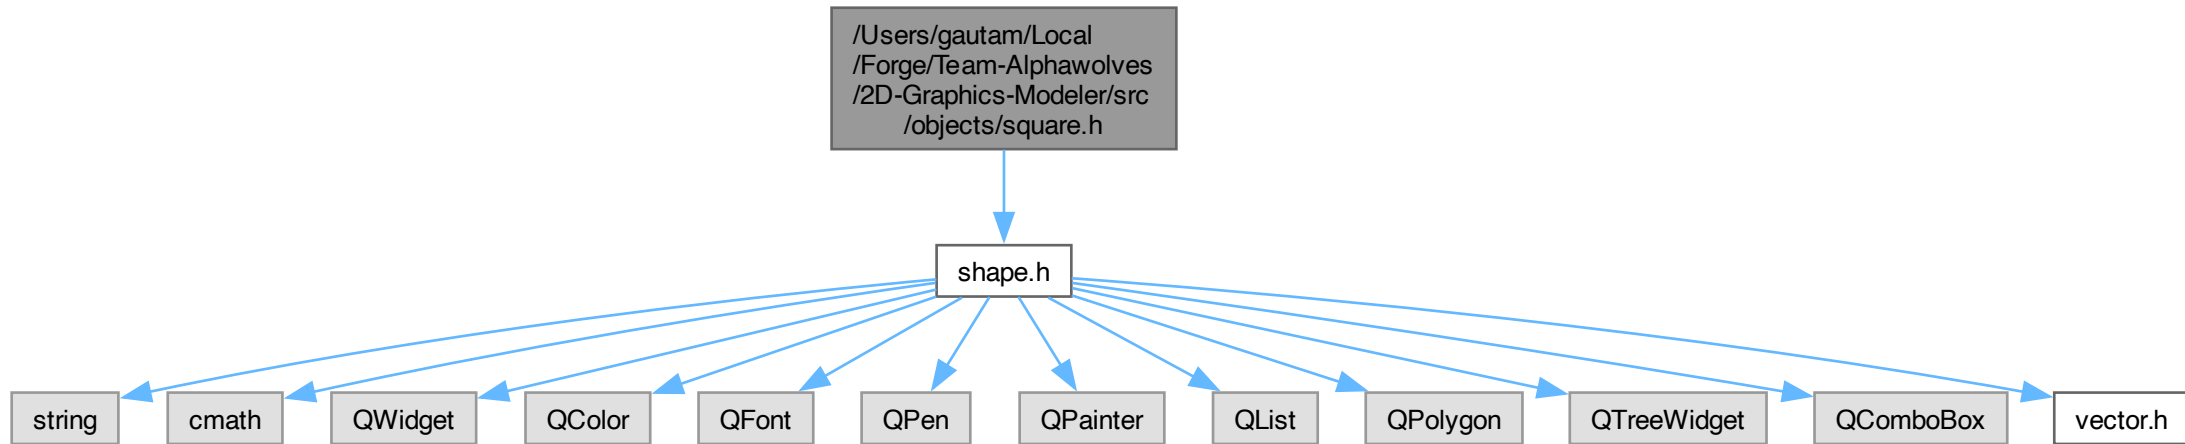 /Users/gautam/Local
/Forge/Team-Alphawolves
/2D-Graphics-Modeler/src
/objects/square.h
shape.h
string
cmath
QWidget
QColor
QFont
QPen
QPainter
QList
QPolygon
QTreeWidget
QComboBox
vector.h